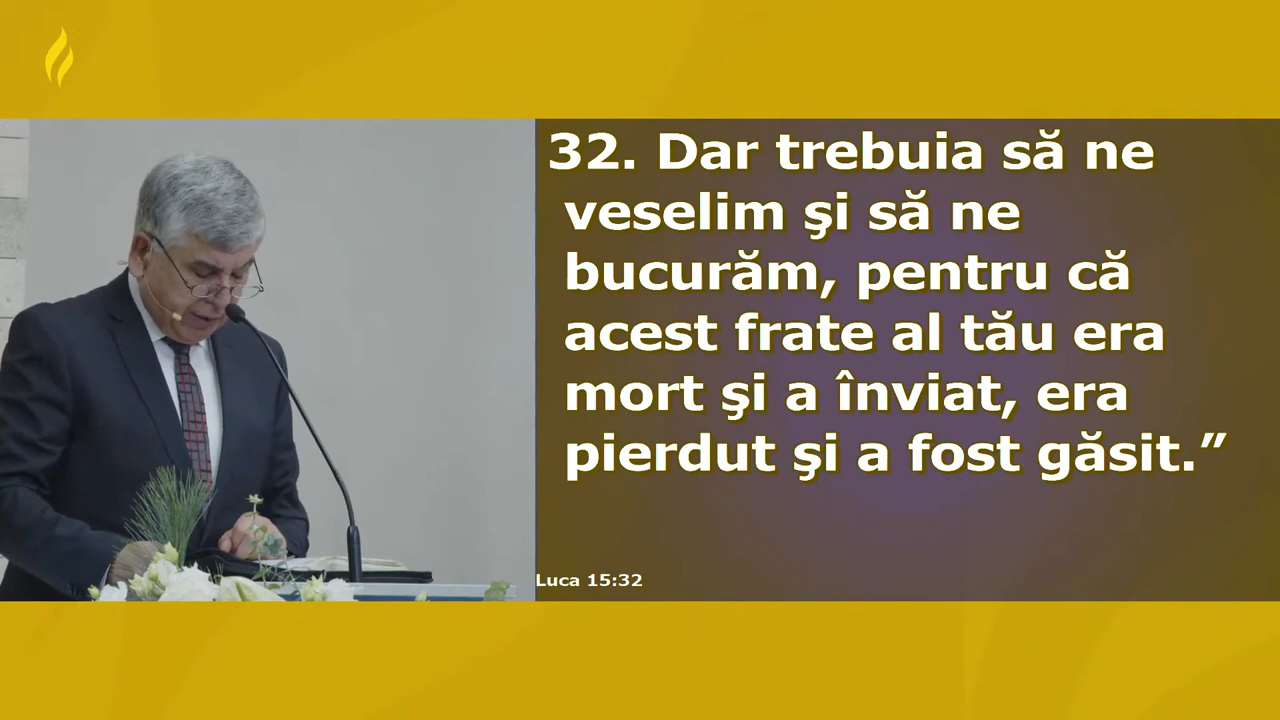 32. Dar trebuia să ne
veselim şi să ne
bucurăm, pentru că
acest frate al tău era
mort şi a înviat, era
pierdut şi a fost găsit.”
Luca 15:32